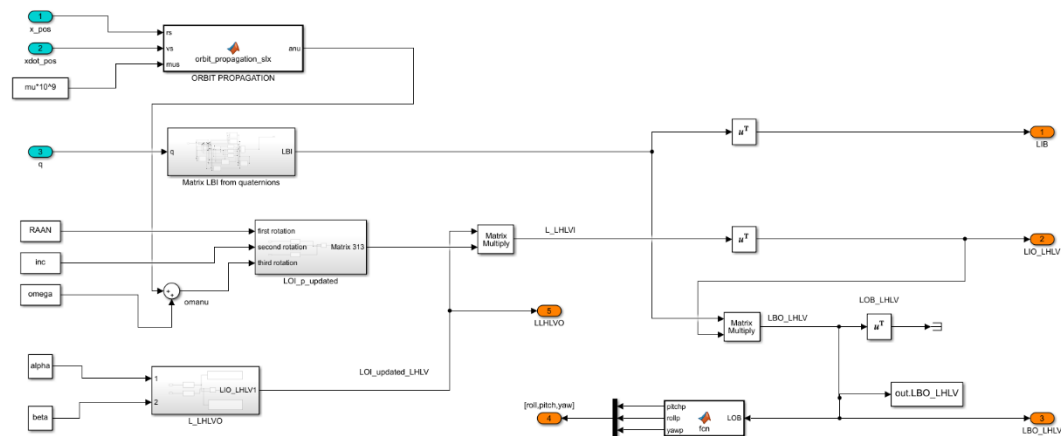 1
x_pos
2
xdot_pos
mu*10^9
rs
vs
mus
orbit_propagation_slx
anu
ORBIT PROPAGATION
3
q
q
LBI
Matrix LBI from quaternions
u^T
1
LIB
RAAN
inc
omega
first rotation
second rotation
third rotation
Matrix 313
LOI_p_updated
+
+
omanu
Matrix
Multiply
L_LHLVI
u^T
2
LIO_LHLV
5
LLHLVO
Matrix
Multiply
LBO_LHLV
LOB_LHLV
u^T
alpha
beta
1
2
LIO_LHLV1
L_LHLVO
LOI_updated_LHLV
out.LBO_LHLV
[roll,pitch,yaw]
4
pitchp
rollp
yawp
fcn
LOB
3
LBO_LHLV